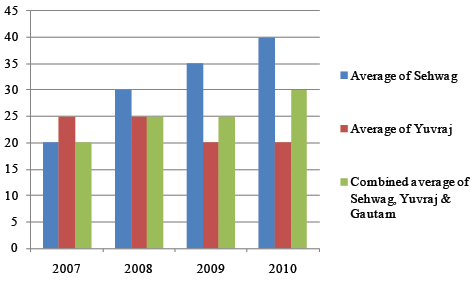 45
40
35
30
25
20
15
10
5
0
2007 2008 2009 2010
Average of Sehwag
Average of Yuvraj
Combined average of
Sehwag, Yuvraj &
Gautam